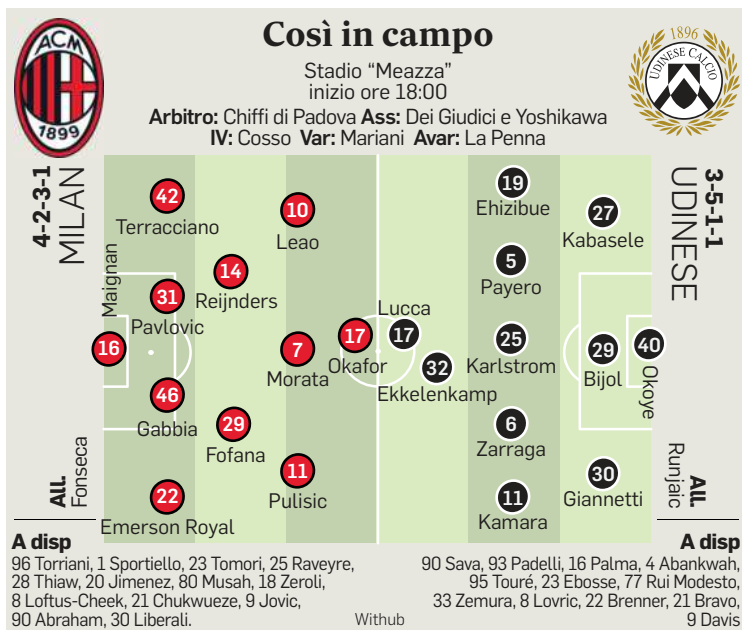 Così in campo
Stadio "Meazza"
inizio ore 18:00
Arbitro: Chiffi di Padova Ass: Dei Giudici e Yoshikawa
IV: Cosso Var: Mariani Avar: La Penna
ACM
1899
1896
UDINESE CALCIO
4-2-3-1
MILAN
16
Maignan
42
Terracciano
31
Pavlovic
46
Gabbia
22
Emerson Royal
14
Reijnders
29
Fofana
10
Leao
7
Morata
11
Pulisic
17
Okafor
All.
Fonseca
3-5-1-1
UDINESE
Lucca
17
32
Ekkelenkamp
19
Ehizibue
5
Payero
25
Karlstrom
6
Zarraga
11
Kamara
27
Kabasele
29
Bijol
30
Giannetti
40
Okoye
All.
Runjaic
A disp
96 Torriani, 1 Sportiello, 23 Tomori, 25 Raveyre,
28 Thiaw, 20 Jimenez, 80 Musah, 18 Zeroli,
8 Loftus-Cheek, 21 Chukwueze, 9 Jovic,
90 Abraham, 30 Liberali.
A disp
90 Sava, 93 Padelli, 16 Palma, 4 Abankwah,
95 Touré, 23 Ebosse, 77 Rui Modesto,
33 Zemura, 8 Lovric, 22 Brenner, 21 Bravo,
9 Davis
Withub